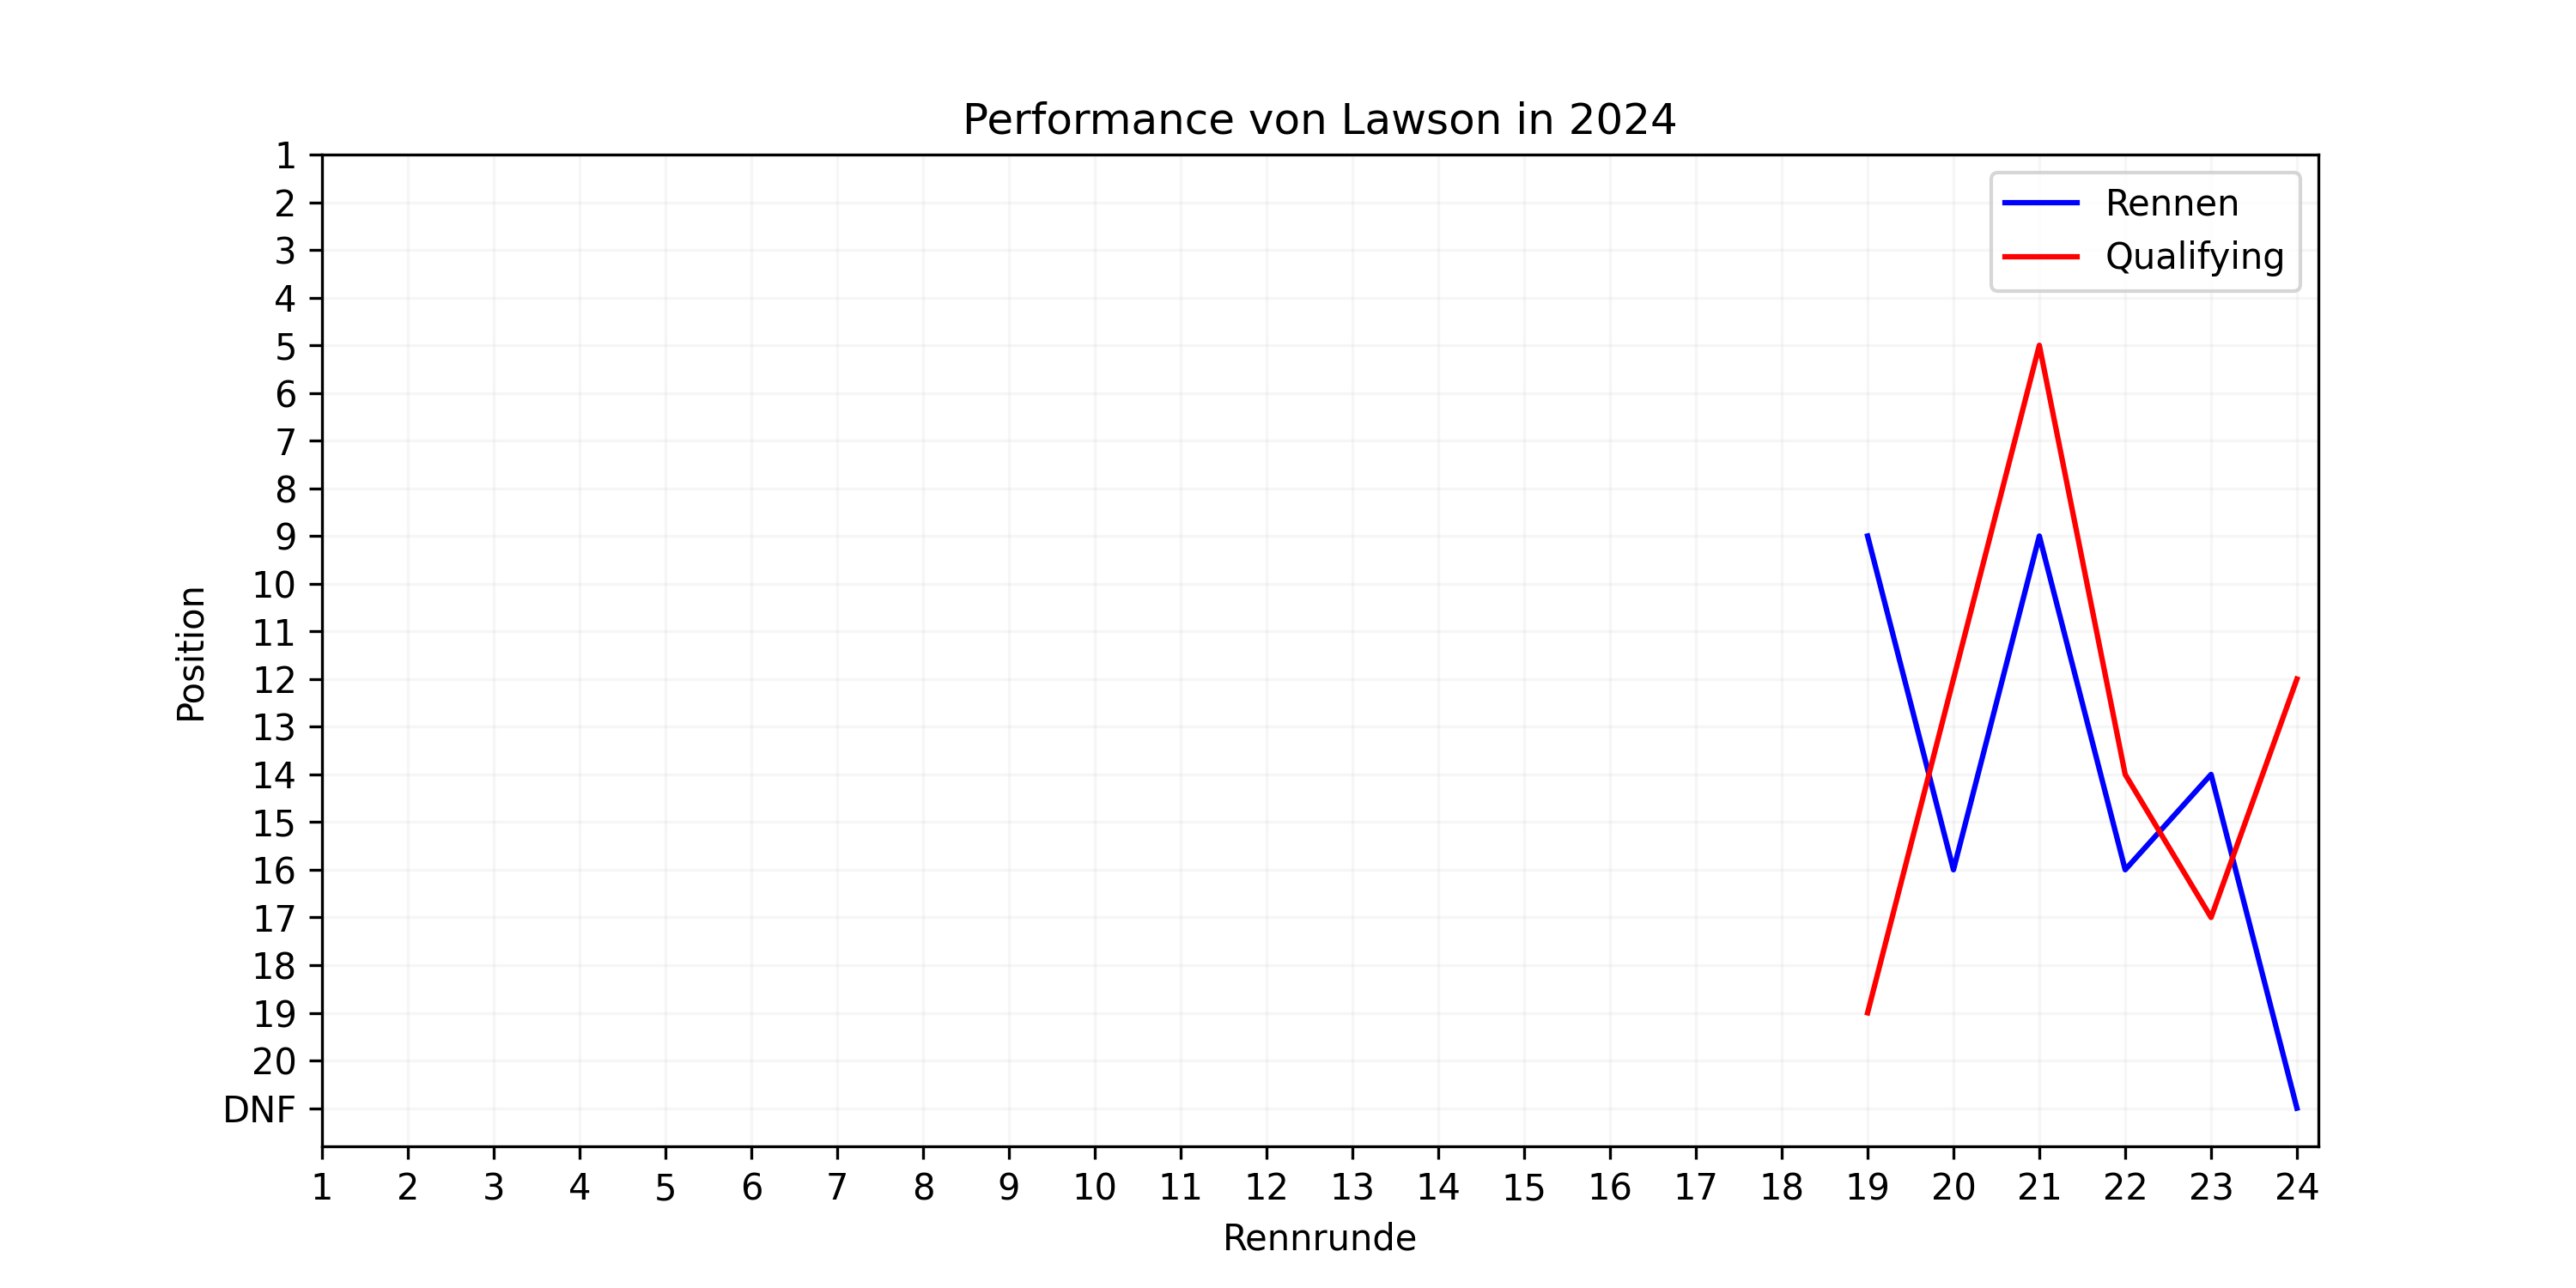 Performance von Lawson in 2024
Rennen
Qualifying
Position
1
2
3
4
5
6
7
8
9
10
11
12
13
14
15
16
17
18
19
20
DNF
1 2 3 4 5 6 7 8 9 10 11 12 13 14 15 16 17 18 19 20 21 22 23 24
Rennrunde